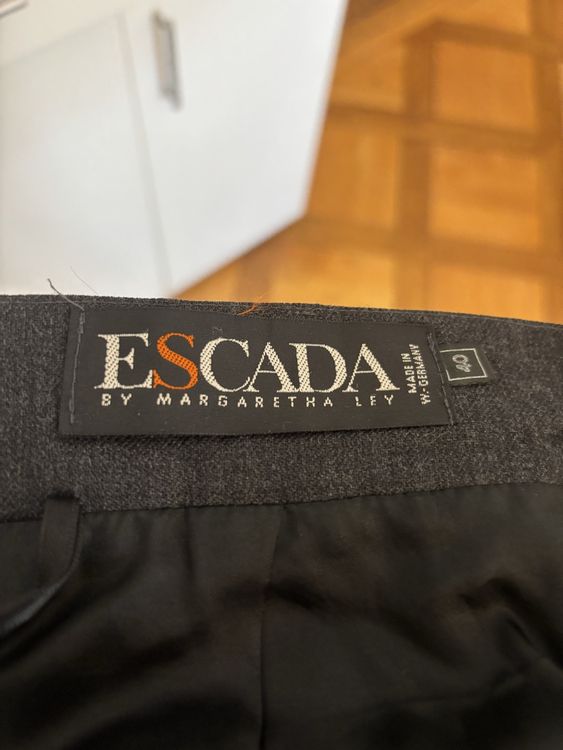 ESCADA
BY MARGARETHA LEY
MADE IN
W.-GERMANY
40